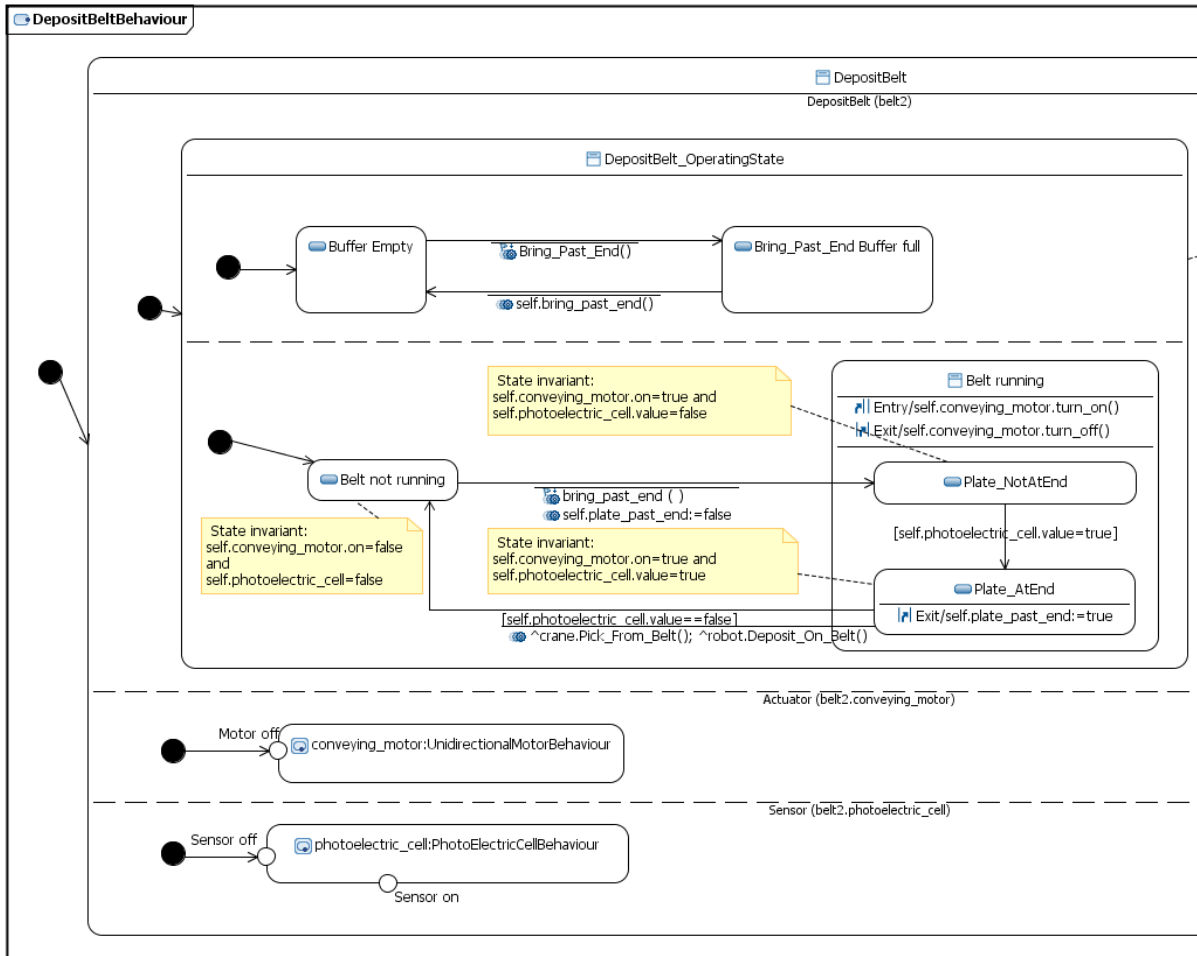 DepositBeltBehaviour
DepositBelt
DepositBelt (belt2)
DepositBelt_OperatingState
Buffer Empty
Bring_Past_End()
Bring_Past_End Buffer full
self.bring_past_end()
State invariant:
self.conveying_motor.on=true and
self.photoelectric_cell.value=false
Belt running
Entry/self.conveying_motor.turn_on()
Exit/self.conveying_motor.turn_off()
Belt not running
bring_past_end ( )
self.plate_past_end:=false
Plate_NotAtEnd
State invariant:
self.conveying_motor.on=false
and
self.photoelectric_cell=false
State invariant:
self.conveying_motor.on=true and
self.photoelectric_cell.value=true
[self.photoelectric_cell.value=true]
Plate_AtEnd
Exit/self.plate_past_end:=true
[self.photoelectric_cell.value==false]
^crane.Pick_From_Belt(); ^robot.Deposit_On_Belt()
Actuator (belt2.conveying_motor)
Motor off
conveying_motor:UnidirectionalMotorBehaviour
Sensor (belt2.photoelectric_cell)
Sensor off
photoelectric_cell:PhotoElectricCellBehaviour
Sensor on